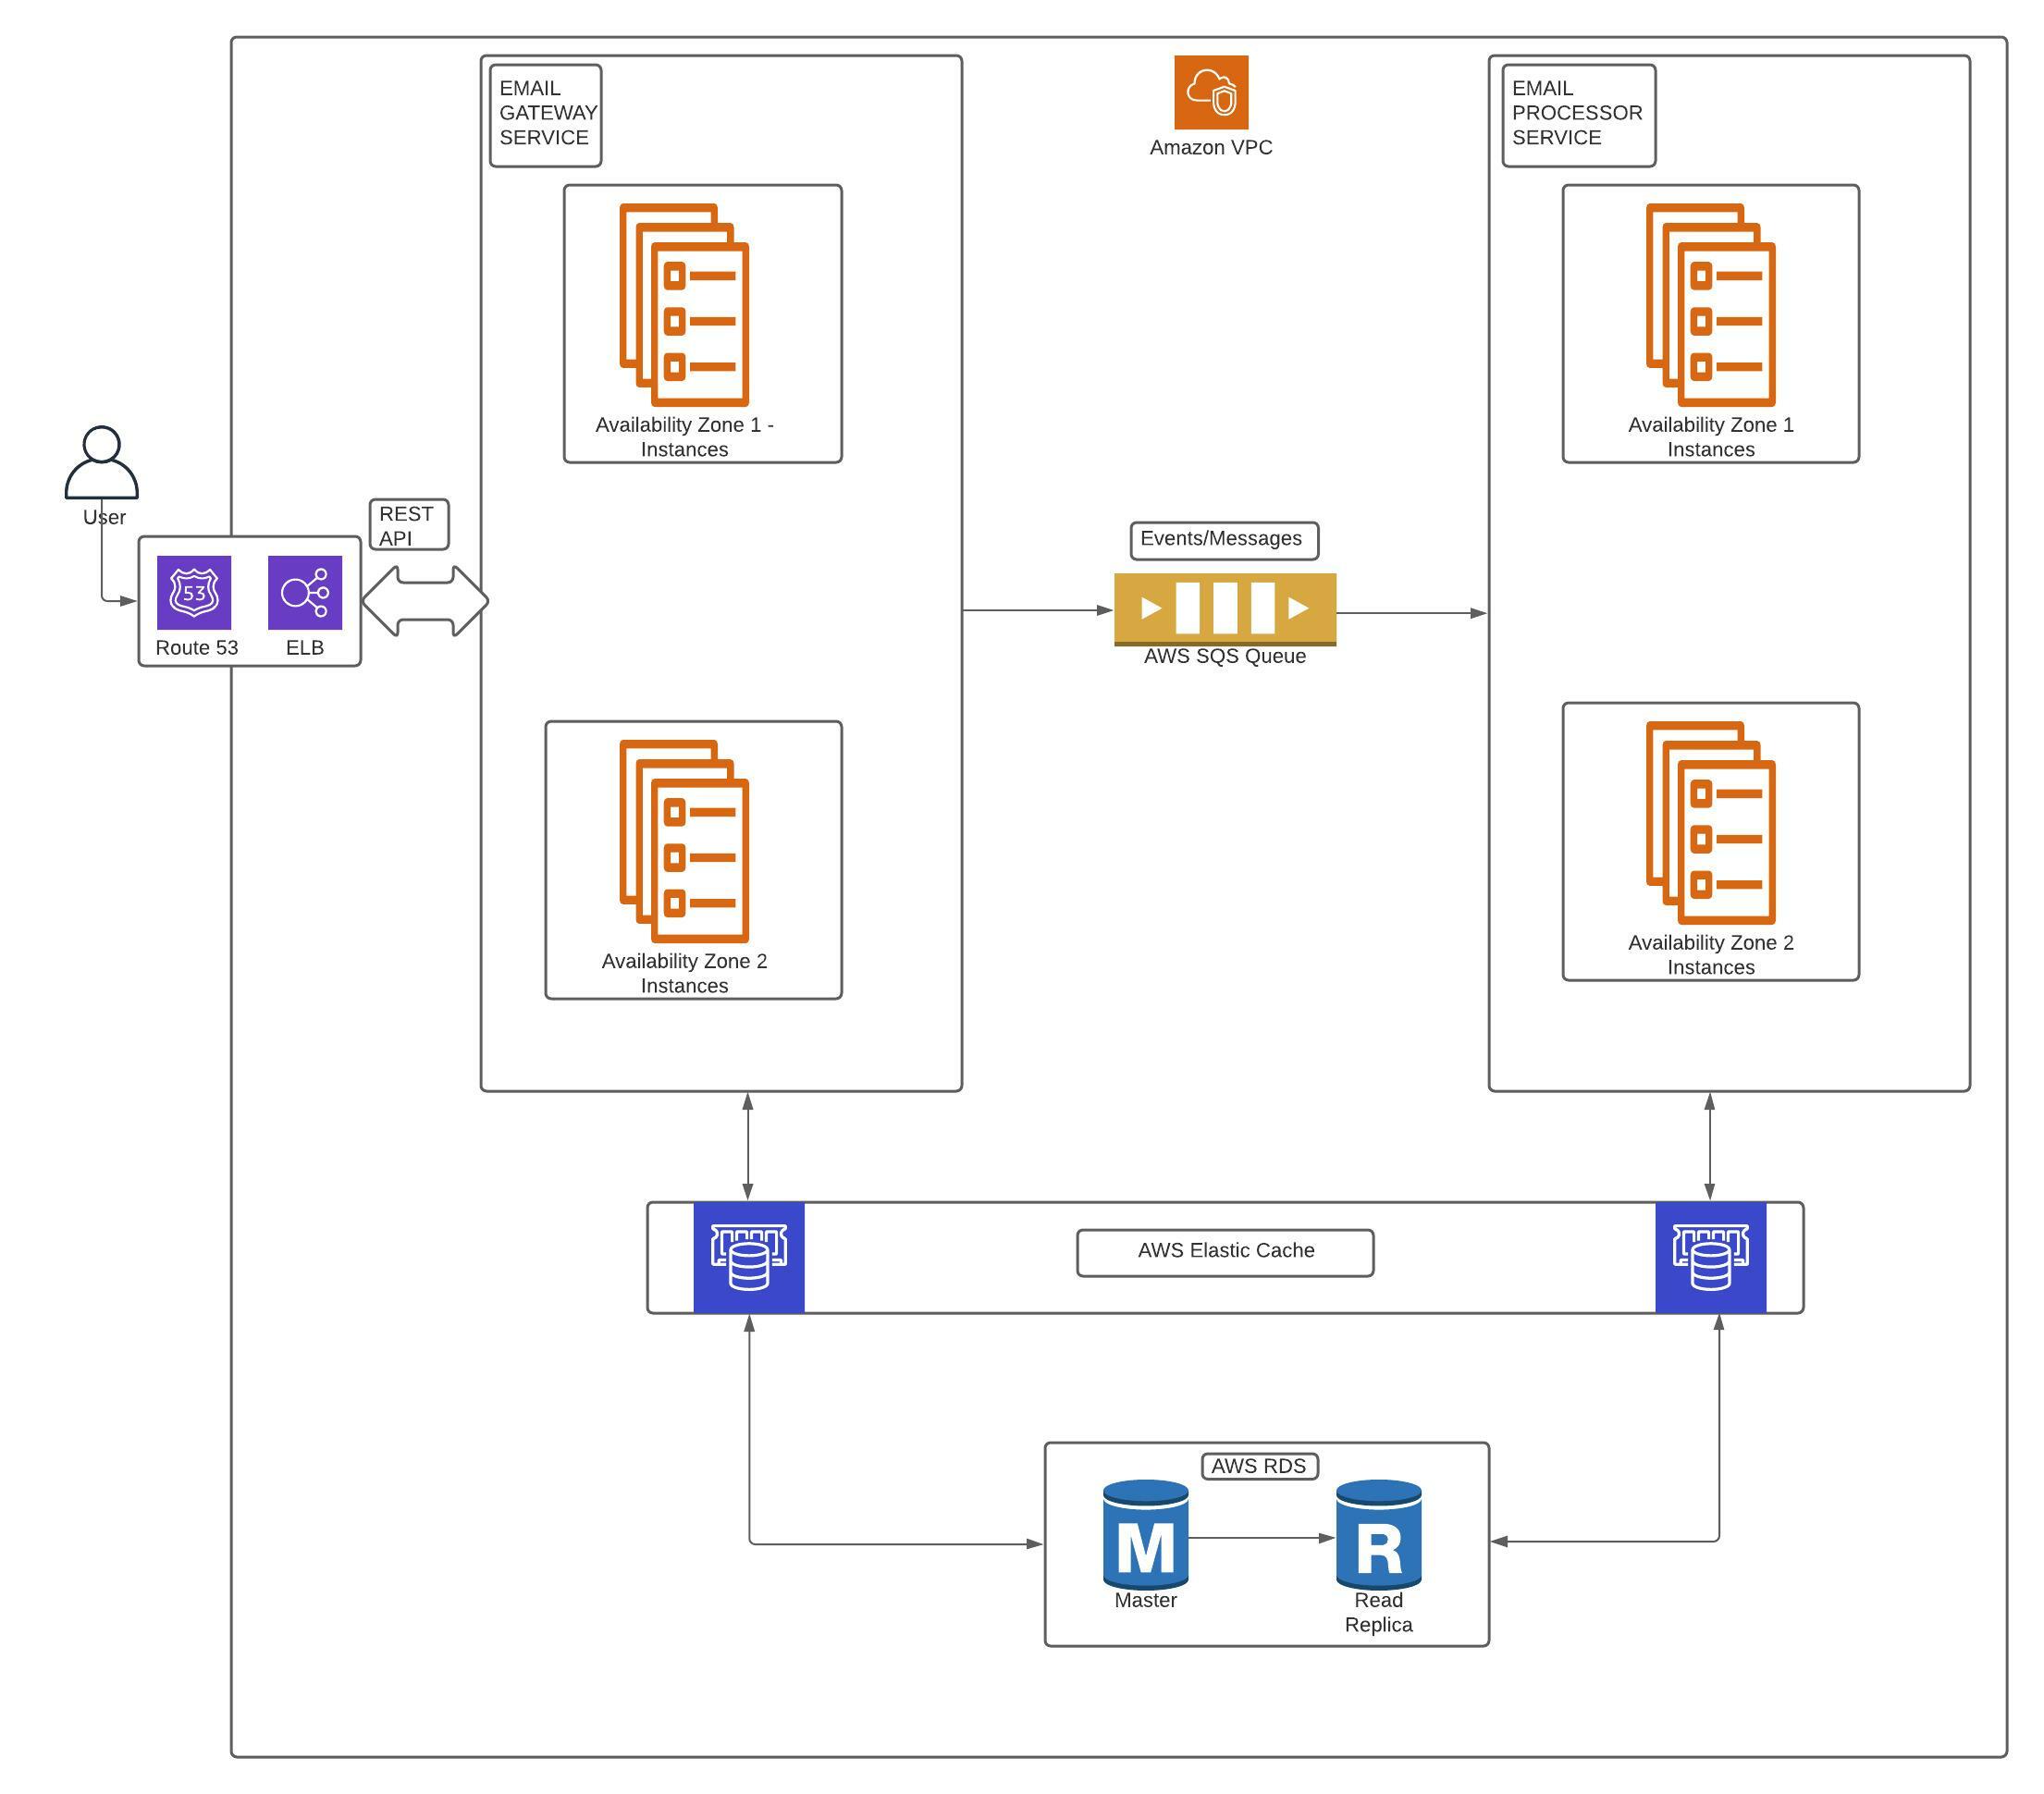 EMAIL
GATEWAY
SERVICE
Amazon VPC
EMAIL
PROCESSOR
SERVICE
Availability Zone 1 -
Instances
Availability Zone 1
Instances
User
REST
API
53
Route 53
ELB
Events/Messages
AWS SQS Queue
Availability Zone 2
Instances
Availability Zone 2
Instances
AWS Elastic Cache
AWS RDS
M
R
Master
Read
Replica